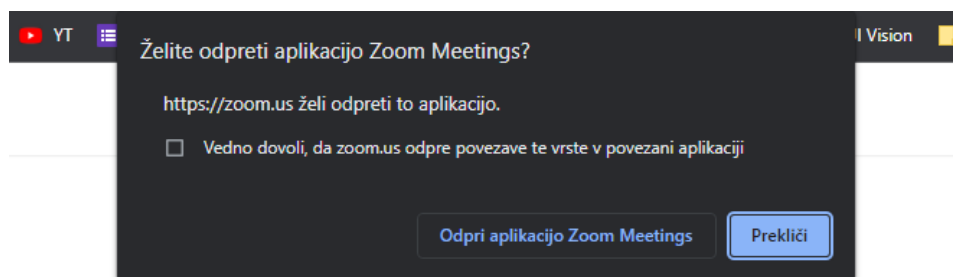 YT
Želite odpreti aplikacijo Zoom Meetings?
Vision
https://zoom.us želi odpreti to aplikacijo.
Vedno dovoli, da zoom.us odpre povezave te vrste v povezani aplikaciji
Odpri aplikacijo Zoom Meetings
Prekliči